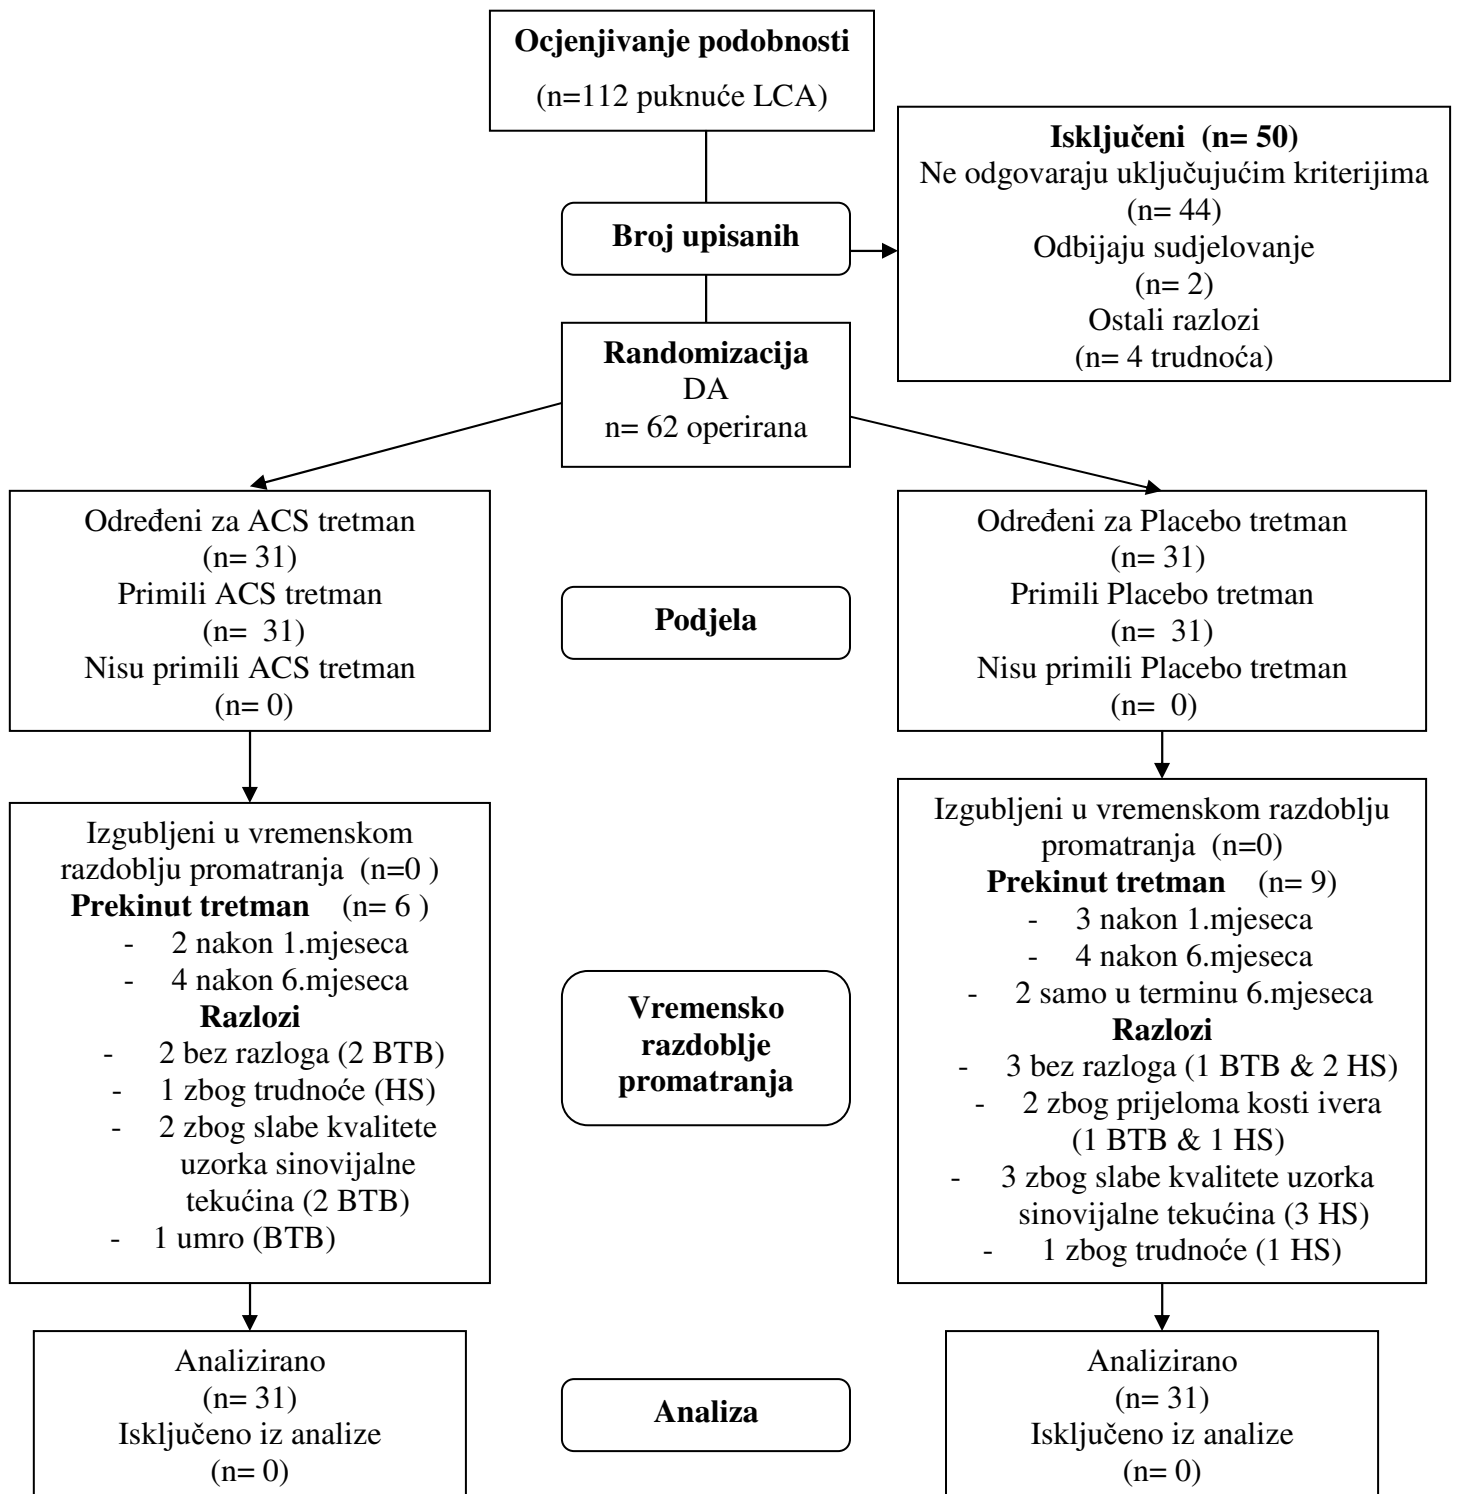 Ocjenjivanje podobnosti
(n=112 puknuće LCA)
Isključeni (n= 50)
Ne odgovaraju uključujućim kriterijima
(n= 44)
Odbijaju sudjelovanje
(n= 2)
Ostali razlozi
(n= 4 trudnoća)
Broj upisanih
Randomizacija
DA
n= 62 operirana
Određeni za ACS tretman
(n= 31)
Primili ACS tretman
(n= 31)
Nisu primili ACS tretman
(n= 0)
Podjela
Određeni za Placebo tretman
(n= 31)
Primili Placebo tretman
(n= 31)
Nisu primili Placebo tretman
(n= 0)
Izgubljeni u vremenskom
razdoblju promatranja (n=0 )
Prekinut tretman (n= 6 )
- 2 nakon 1.mjeseca
- 4 nakon 6.mjeseca
Razlozi
- 2 bez razloga (2 BTB)
- 1 zbog trudnoće (HS)
- 2 zbog slabe kvalitete
uzorka sinovijalne
tekućina (2 BTB)
- 1 umro (BTB)
Vremensko
razdoblje
promatranja
Izgubljeni u vremenskom razdoblju
promatranja (n=0)
Prekinut tretman (n= 9)
- 3 nakon 1.mjeseca
- 4 nakon 6.mjeseca
- 2 samo u terminu 6.mjeseca
Razlozi
- 3 bez razloga (1 BTB & 2 HS)
- 2 zbog prijeloma kosti ivera
(1 BTB & 1 HS)
- 3 zbog slabe kvalitete uzorka
sinovijalne tekućina (3 HS)
- 1 zbog trudnoće (1 HS)
Analizirano
(n= 31)
Isključeno iz analize
(n= 0)
Analiza
Analizirano
(n= 31)
Isključeno iz analize
(n= 0)